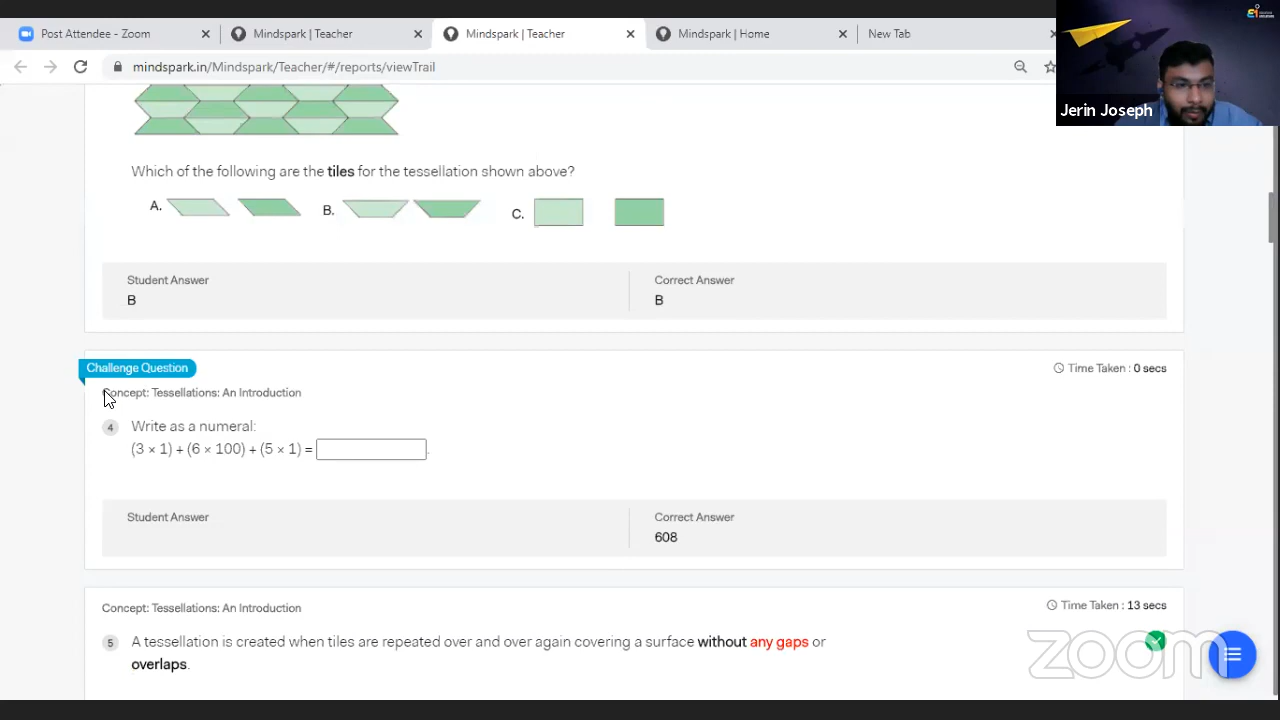 Post Attendee - Zoom
Mindspark | Teacher
Mindspark | Teacher
Mindspark | Home
New Tab
mindspark.in/Mindspark/Teacher/#/reports/viewTrail
Jerin Joseph
Which of the following are the tiles for the tessellation shown above?
A.
B.
C.
Student Answer
B
Correct Answer
B
Challenge Question
Time Taken : 0 secs
Concept: Tessellations: An Introduction
4 Write as a numeral:
(3 × 1) + (6 × 100) + (5 × 1) = .
Student Answer
Correct Answer
608
Concept: Tessellations: An Introduction
Time Taken : 13 secs
5 A tessellation is created when tiles are repeated over and over again covering a surface without any gaps or
overlaps.
zoom